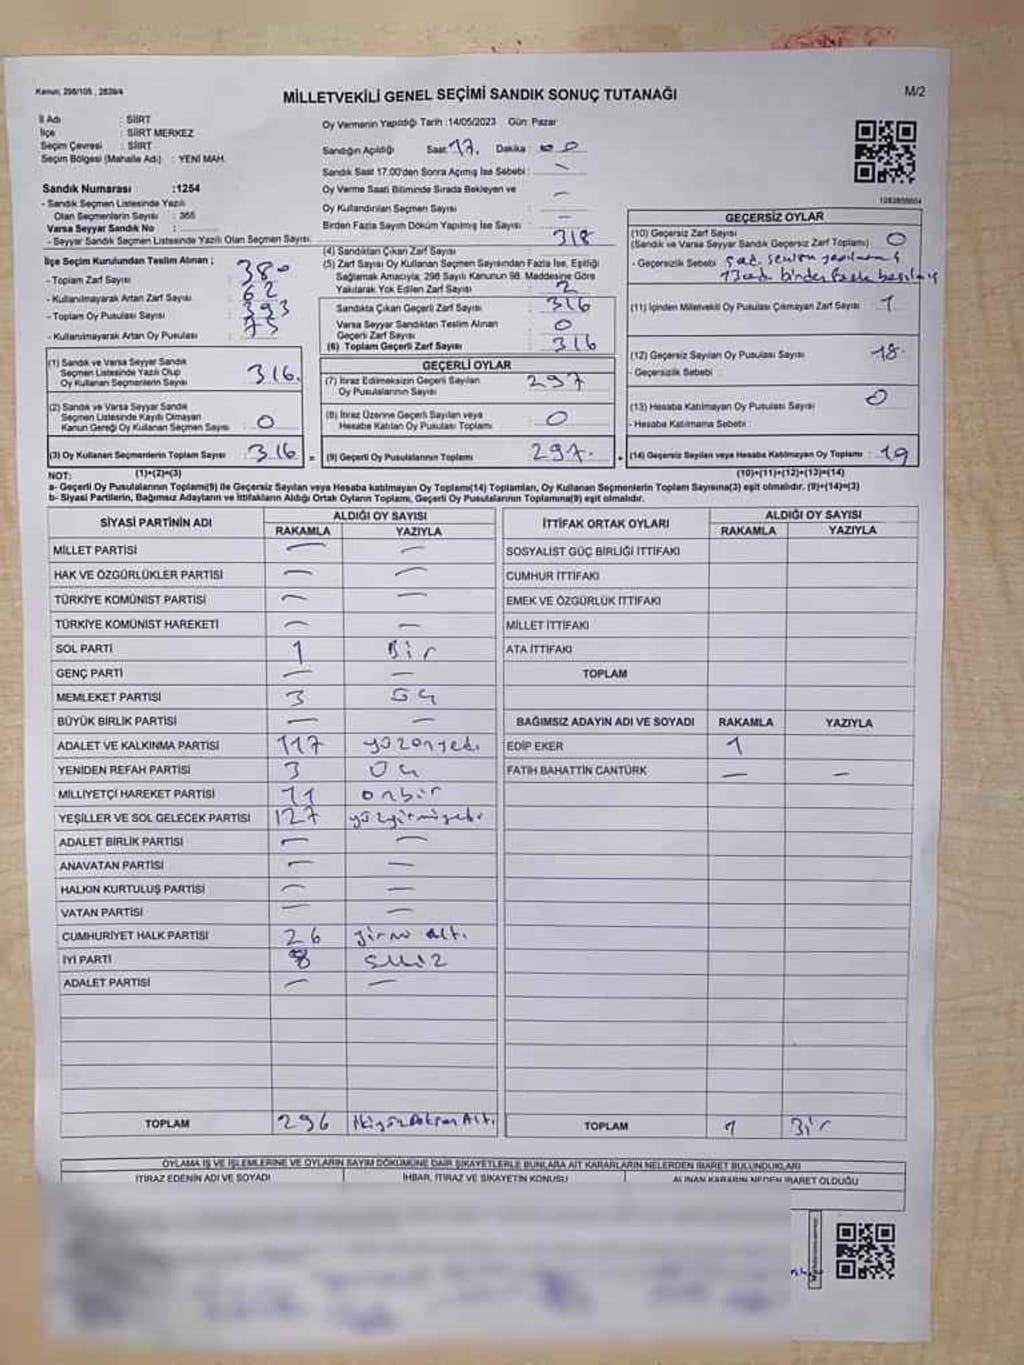 Kanun; 298/105 , 2839/4
MİLLETVEKİLİ GENEL SEÇİMİ SANDIK SONUÇ TUTANAĞI
M/2
İl Adı : SİİRT
İlçe : SİİRT MERKEZ
Seçim Çevresi : SİİRT
Seçim Bölgesi (Mahalle Adı) : YENİ MAH.
Sandık Numarası :1254
- Sandık Seçmen Listesinde Yazılı
Olan Seçmenlerin Sayısı : 365
Varsa Seyyar Sandık No :
- Seyyar Sandık Seçmen Listesinde Yazılı Olan Seçmen Sayısı:
Oy Vermenin Yapıldığı Tarih :14/05/2023 Gün: Pazar
Sandığın Açıldığı Saat: 17. Dakika : 00
Sandık Saat 17:00'den Sonra Açılmış İse Sebebi : -
Oy Verme Saati Bitiminde Sırada Bekleyen ve
Oy Kullandırılan Seçmen Sayısı : -
Birden Fazla Sayım Döküm Yapılmış İse Sayısı : -
İlçe Seçim Kurulundan Teslim Alınan ;
- Toplam Zarf Sayısı : 380
- Kullanılmayarak Artan Zarf Sayısı : 62
- Toplam Oy Pusulası Sayısı : 393
- Kullanılmayarak Artan Oy Pusulası : 75
(1) Sandık ve Varsa Seyyar Sandık
Seçmen Listesinde Yazılı Olup
Oy Kullanan Seçmenlerin Sayısı : 316.
(2) Sandık ve Varsa Seyyar Sandık
Seçmen Listesinde Kayıtlı Olmayan
Kanun Gereği Oy Kullanan Seçmen Sayısı : 0
(3) Oy Kullanan Seçmenlerin Toplam Sayısı : 316
(1)+(2)=(3)
(4) Sandıktan Çıkan Zarf Sayısı : 318
(5) Zarf Sayısı Oy Kullanan Seçmen Sayısından Fazla İse, Eşitliği
Sağlamak Amacıyla; 298 Sayılı Kanunun 98. Maddesine Göre
Yakılarak Yok Edilen Zarf Sayısı : 2
Sandıkta Çıkan Geçerli Zarf Sayısı : 316
Varsa Seyyar Sandıktan Teslim Alınan
Geçerli Zarf Sayısı : 0
(6) Toplam Geçerli Zarf Sayısı : 316
GEÇERLİ OYLAR
(7) İtiraz Edilmeksizin Geçerli Sayılan
Oy Pusulalarının Sayısı : 297
(8) İtiraz Üzerine Geçerli Sayılan veya
Hesaba Katılan Oy Pusulası Toplamı : 0
= (9) Geçerli Oy Pusulalarının Toplamı : 297.
1083808604
GEÇERSİZ OYLAR
(10) Geçersiz Zarf Sayısı
(Sandık ve Varsa Seyyar Sandık Geçersiz Zarf Toplamı) : 0
- Geçersizlik Sebebi : 5 ad. seçim
13 adet birden fazla basılmış
(11) İçinden Milletvekili Oy Pusulası Çıkmayan Zarf Sayısı : 1
(12) Geçersiz Sayılan Oy Pusulası Sayısı : 18.
- Geçersizlik Sebebi :
(13) Hesaba Katılmayan Oy Pusulası Sayısı : 0
- Hesaba Katılmama Sebebi :
+ (14) Geçersiz Sayılan veya Hesaba Katılmayan Oy Toplamı : 19
(10)+(11)+(12)+(13)=(14)
NOT:
a- Geçerli Oy Pusulalarının Toplamı(9) ile Geçersiz Sayılan veya Hesaba katılmayan Oy Toplamı(14) Toplamları, Oy Kullanan Seçmenlerin Toplam Sayısına(3) eşit olmalıdır. (9)+(14)=(3)
b- Siyasi Partilerin, Bağımsız Adayların ve İttifakların Aldığı Ortak Oyların Toplamı, Geçerli Oy Pusulalarının Toplamına(9) eşit olmalıdır.
SİYASİ PARTİNİN ADI ALDIĞI OY SAYISI
RAKAMLA YAZIYLA
MİLLET PARTİSİ - -
HAK VE ÖZGÜRLÜKLER PARTİSİ - -
TÜRKİYE KOMÜNİST PARTİSİ - -
TÜRKİYE KOMÜNİST HAREKETİ - -
SOL PARTİ 1 Bir
GENÇ PARTİ - -
MEMLEKET PARTİSİ 3 Üç
BÜYÜK BİRLİK PARTİSİ - -
ADALET VE KALKINMA PARTİSİ 117 yüzonyedi
YENİDEN REFAH PARTİSİ 3 Üç
MİLLİYETÇİ HAREKET PARTİSİ 11 onbir
YEŞİLLER VE SOL GELECEK PARTİSİ 127 yüzyirmiyedi
ADALET BİRLİK PARTİSİ - -
ANAVATAN PARTİSİ - -
HALKIN KURTULUŞ PARTİSİ - -
VATAN PARTİSİ - -
CUMHURİYET HALK PARTİSİ 26 yirmi altı
İYİ PARTİ 8 sekiz
ADALET PARTİSİ - -
TOPLAM 296 İkiyüzDoksanAltı
İTTİFAK ORTAK OYLARI ALDIĞI OY SAYISI
RAKAMLA YAZIYLA
SOSYALİST GÜÇ BİRLİĞİ İTTİFAKI
CUMHUR İTTİFAKI
EMEK VE ÖZGÜRLÜK İTTİFAKI
MİLLET İTTİFAKI
ATA İTTİFAKI
TOPLAM
BAĞIMSIZ ADAYIN ADI VE SOYADI RAKAMLA YAZIYLA
EDİP EKER 1
FATİH BAHATTİN CANTÜRK - -
TOPLAM 1 Bir
OYLAMA İŞ VE İŞLEMLERİNE VE OYLARIN SAYIM DÖKÜMÜNE DAİR ŞİKAYETLERLE BUNLARA AİT KARARLARIN NELERDEN İBARET BULUNDUKLARI
İTİRAZ EDENİN ADI VE SOYADI İHBAR, İTİRAZ VE ŞİKAYETİN KONUSU ALINAN KARARIN NEDEN İBARET OLDUĞU